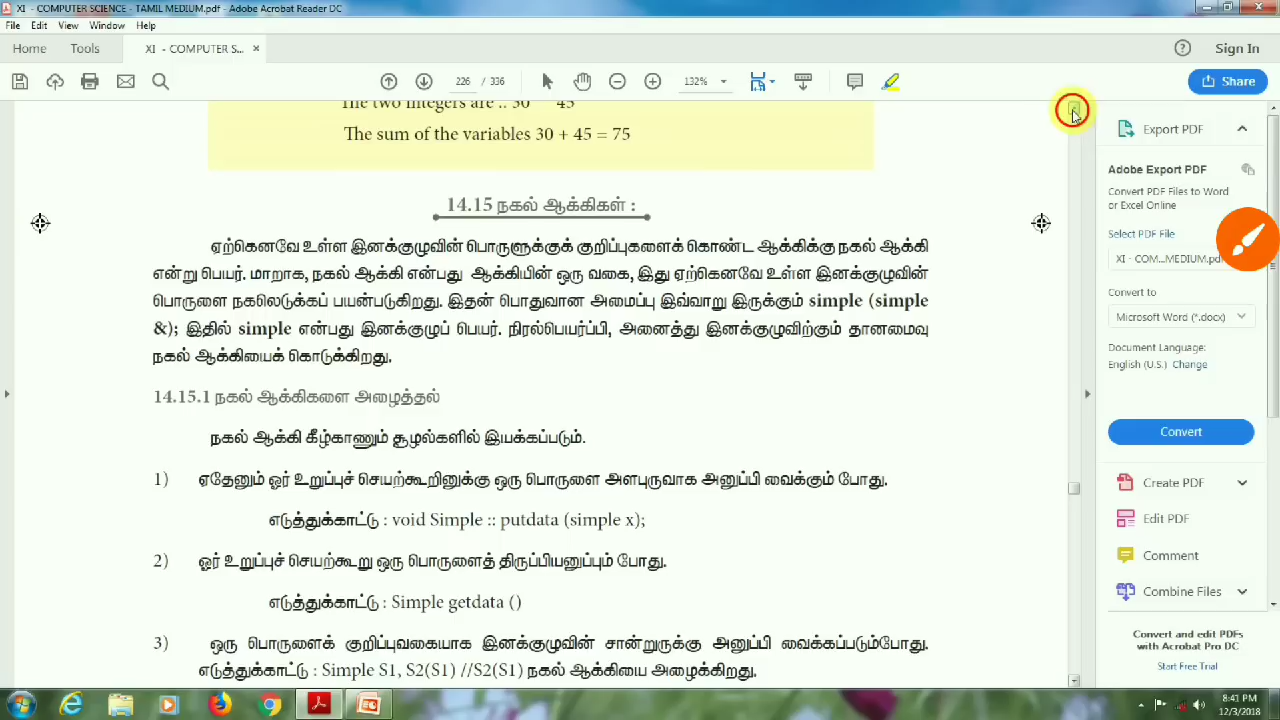 XI - COMPUTER SCIENCE - TAMIL MEDIUM.pdf - Adobe Acrobat Reader DC
File Edit View Window Help
Home Tools XI - COMPUTER S... × Sign In
226 / 336 132% Share
The two integers are .. 30 45
The sum of the variables 30 + 45 = 75
14.15 நகல் ஆக்கிகள் :
ஏற்கெனவே உள்ள இனக்குழுவின் பொருளுக்குக் குறிப்புகளைக் கொண்ட ஆக்கிக்கு நகல் ஆக்கி
என்று பெயர். மாறாக, நகல் ஆக்கி என்பது ஆக்கியின் ஒரு வகை, இது ஏற்கெனவே உள்ள இனக்குழுவின்
பொருளை நகலெடுக்கப் பயன்படுகிறது. இதன் பொதுவான அமைப்பு இவ்வாறு இருக்கும் simple (simple
&); இதில் simple என்பது இனக்குழுப் பெயர். நிரல்பெயர்ப்பி, அனைத்து இனக்குழுவிற்கும் தானமைவு
நகல் ஆக்கியைக் கொடுக்கிறது.
14.15.1 நகல் ஆக்கிகளை அழைத்தல்
நகல் ஆக்கி கீழ்காணும் சூழல்களில் இயக்கப்படும்.
1) ஏதேனும் ஓர் உறுப்புச் செயற்கூறினுக்கு ஒரு பொருளை அளபுருவாக அனுப்பி வைக்கும் போது.
எடுத்துக்காட்டு : void Simple :: putdata (simple x);
2) ஓர் உறுப்புச் செயற்கூறு ஒரு பொருளைத் திருப்பியனுப்பும் போது.
எடுத்துக்காட்டு : Simple getdata ()
3) ஒரு பொருளைக் குறிப்புவகையாக இனக்குழுவின் சான்றுருக்கு அனுப்பி வைக்கப்படும்போது.
எடுத்துக்காட்டு : Simple S1, S2(S1) //S2(S1) நகல் ஆக்கியை அழைக்கிறது.
Export PDF
Adobe Export PDF
Convert PDF Files to Word
or Excel Online
Select PDF File
XI - COM...MEDIUM.pdf
Convert to
Microsoft Word (*.docx)
Document Language:
English (U.S.) Change
Convert
Create PDF
Edit PDF
Comment
Combine Files
Convert and edit PDFs
with Acrobat Pro DC
Start Free Trial
8:41 PM
12/3/2018